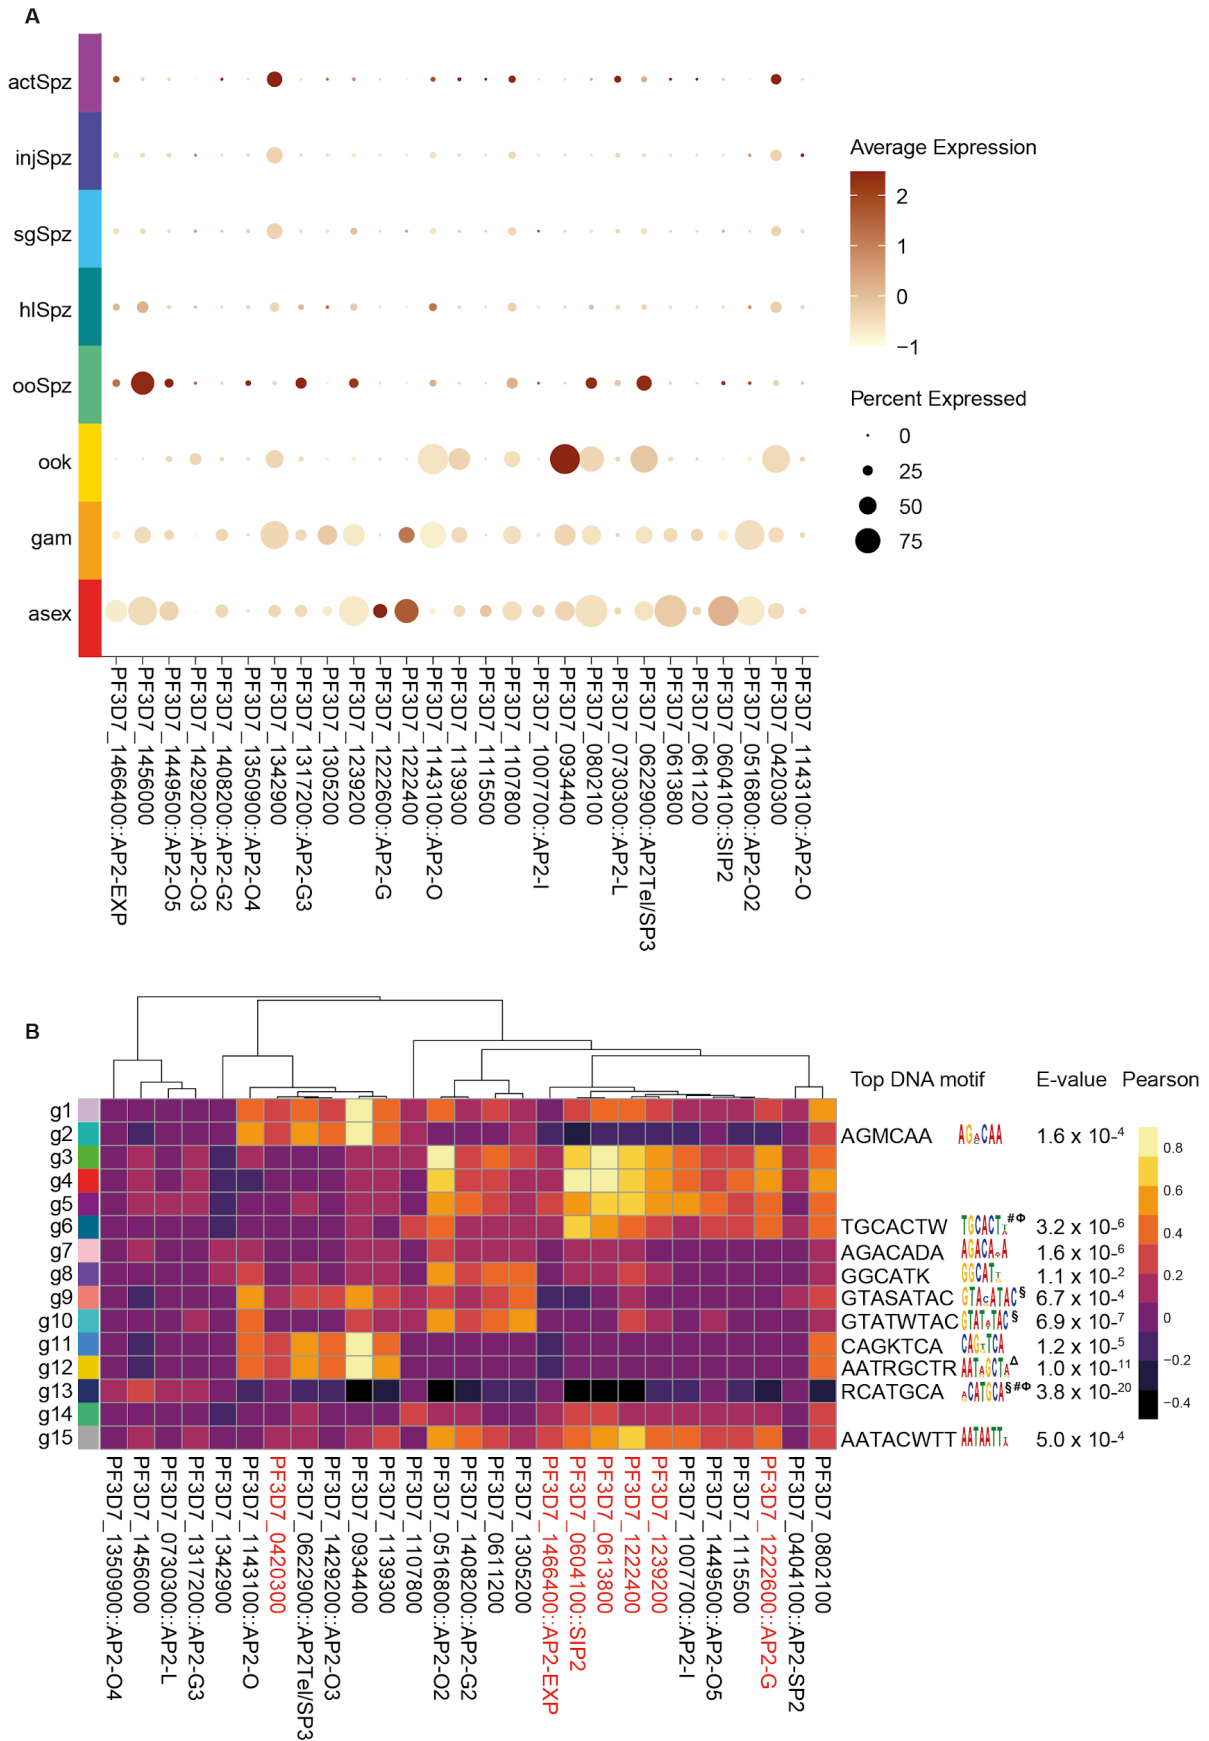 A
actSpz
injSpz
sgSpz
hlSpz
ooSpz
ook
gam
asex
Average Expression
2
1
0
−1
Percent Expressed
0
25
50
75
PF3D7_1466400::AP2-EXP
PF3D7_1456000
PF3D7_1449500::AP2-O5
PF3D7_1429200::AP2-O3
PF3D7_1408200::AP2-G2
PF3D7_1350900::AP2-O4
PF3D7_1342900
PF3D7_1317200::AP2-G3
PF3D7_1305200
PF3D7_1239200
PF3D7_1222600::AP2-G
PF3D7_1222400
PF3D7_1143100::AP2-O
PF3D7_1139300
PF3D7_1115500
PF3D7_1107800
PF3D7_1007700::AP2-I
PF3D7_0934400
PF3D7_0802100
PF3D7_0730300::AP2-L
PF3D7_0622900::AP2Tel/SP3
PF3D7_0613800
PF3D7_0611200
PF3D7_0604100::SIP2
PF3D7_0516800::AP2-O2
PF3D7_0420300
PF3D7_1143100::AP2-O
B
Top DNA motif E-value Pearson
g1
g2 AGMCAA AGACAA 1.6 x 10-4
g3
g4
g5
g6 TGCACTW TGCACT #Φ 3.2 x 10-6
g7 AGACADA AGACAAA 1.6 x 10-6
g8 GGCATK GGCAT 1.1 x 10-2
g9 GTASATAC GTACATAC § 6.7 x 10-4
g10 GTATWTAC GTATATAC § 6.9 x 10-7
g11 CAGKTCA CAGTTCA 1.2 x 10-5
g12 AATRGCTR AATAGCTA Δ 1.0 x 10-11
g13 RCATGCA ACATGCA §#Φ 3.8 x 10-20
g14
g15 AATACWTT AATAATT 5.0 x 10-4
0.8
0.6
0.4
0.2
0
−0.2
−0.4
PF3D7_1350900::AP2-O4
PF3D7_1456000
PF3D7_0730300::AP2-L
PF3D7_1317200::AP2-G3
PF3D7_1342900
PF3D7_1143100::AP2-O
PF3D7_0420300
PF3D7_0622900::AP2Tel/SP3
PF3D7_1429200::AP2-O3
PF3D7_0934400
PF3D7_1139300
PF3D7_1107800
PF3D7_0516800::AP2-O2
PF3D7_1408200::AP2-G2
PF3D7_0611200
PF3D7_1305200
PF3D7_1466400::AP2-EXP
PF3D7_0604100::SIP2
PF3D7_0613800
PF3D7_1222400
PF3D7_1239200
PF3D7_1007700::AP2-I
PF3D7_1449500::AP2-O5
PF3D7_1115500
PF3D7_1222600::AP2-G
PF3D7_0404100::AP2-SP2
PF3D7_0802100